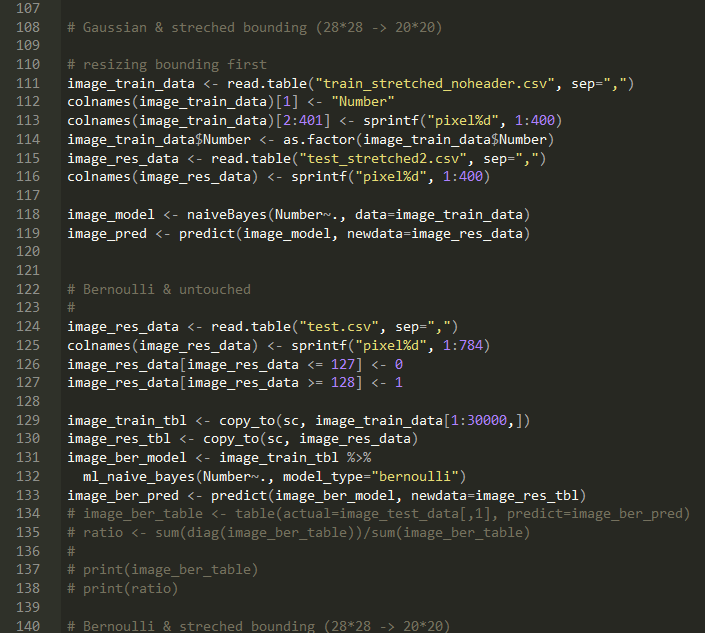 107
108 # Gaussian & streched bounding (28*28 -> 20*20)
109
110 # resizing bounding first
111 image_train_data <- read.table("train_stretched_noheader.csv", sep=",")
112 colnames(image_train_data)[1] <- "Number"
113 colnames(image_train_data)[2:401] <- sprintf("pixel%d", 1:400)
114 image_train_data$Number <- as.factor(image_train_data$Number)
115 image_res_data <- read.table("test_stretched2.csv", sep=",")
116 colnames(image_res_data) <- sprintf("pixel%d", 1:400)
117
118 image_model <- naiveBayes(Number~., data=image_train_data)
119 image_pred <- predict(image_model, newdata=image_res_data)
120
121
122 # Bernoulli & untouched
123 #
124 image_res_data <- read.table("test.csv", sep=",")
125 colnames(image_res_data) <- sprintf("pixel%d", 1:784)
126 image_res_data[image_res_data <= 127] <- 0
127 image_res_data[image_res_data >= 128] <- 1
128
129 image_train_tbl <- copy_to(sc, image_train_data[1:30000,])
130 image_res_tbl <- copy_to(sc, image_res_data)
131 image_ber_model <- image_train_tbl %>%
132   ml_naive_bayes(Number~., model_type="bernoulli")
133 image_ber_pred <- predict(image_ber_model, newdata=image_res_tbl)
134 # image_ber_table <- table(actual=image_test_data[,1], predict=image_ber_pred)
135 # ratio <- sum(diag(image_ber_table))/sum(image_ber_table)
136 #
137 # print(image_ber_table)
138 # print(ratio)
139
140 # Bernoulli & streched bounding (28*28 -> 20*20)